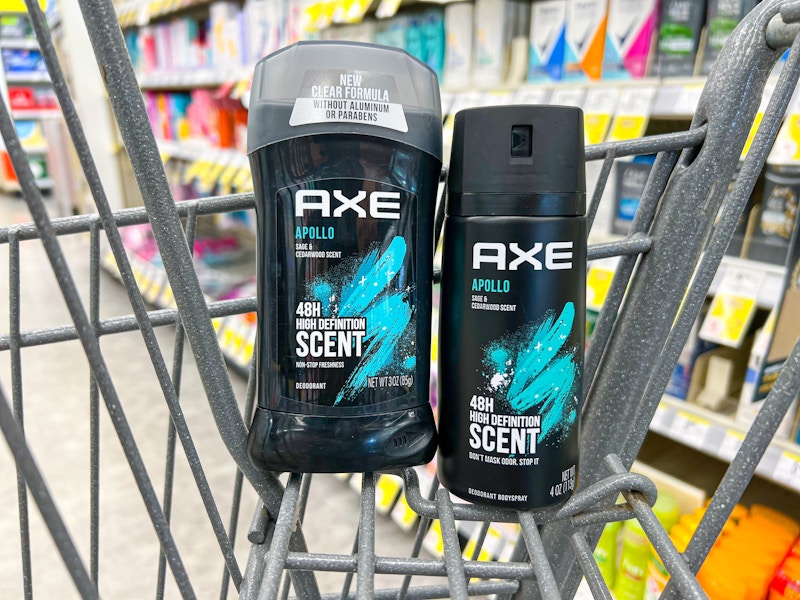 NEW
CLEAR FORMULA
WITHOUT ALUMINUM
OR PARABENS
AXE
APOLLO
SAGE &
CEDARWOOD SCENT
48H
HIGH DEFINITION
SCENT
NON-STOP FRESHNESS
DEODORANT
NET WT 3 OZ (85g)
AXE
APOLLO
SAGE &
CEDARWOOD SCENT
48H
HIGH DEFINITION
SCENT
DON'T MASK ODOR, STOP IT
DEODORANT BODYSPRAY
NET WT
4 OZ (113g)